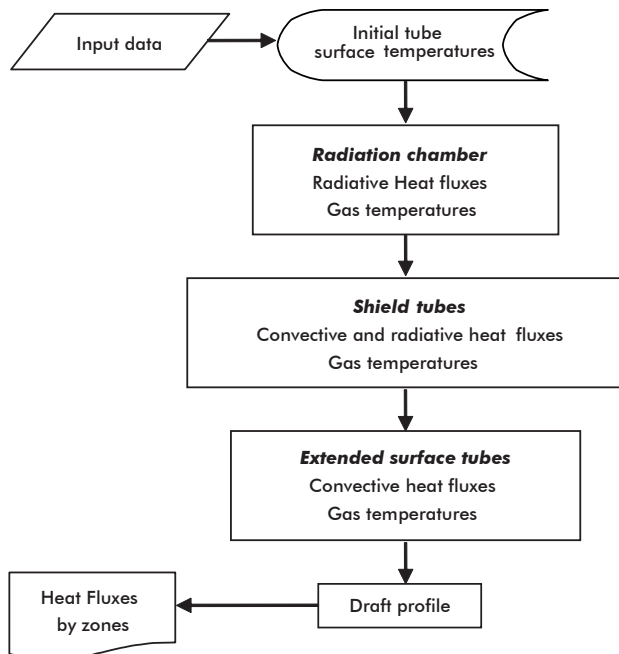 Input data
Initial tube
surface temperatures
Radiation chamber
Radiative Heat fluxes
Gas temperatures
Shield tubes
Convective and radiative heat fluxes
Gas temperatures
Extended surface tubes
Convective heat fluxes
Gas temperatures
Draft profile
Heat Fluxes
by zones